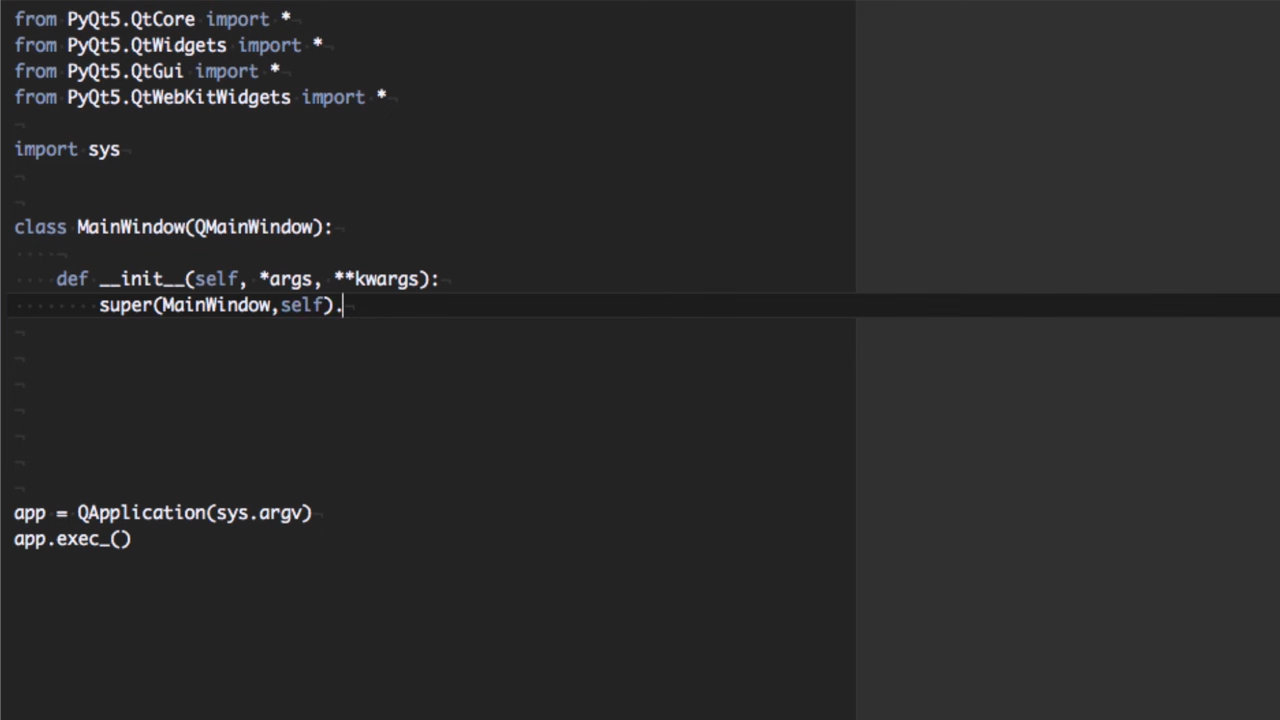 from PyQt5.QtCore import *
from PyQt5.QtWidgets import *
from PyQt5.QtGui import *
from PyQt5.QtWebKitWidgets import *
import sys
class MainWindow(QMainWindow):
def __init__(self, *args, **kwargs):
super(MainWindow,self).
app = QApplication(sys.argv)
app.exec_()